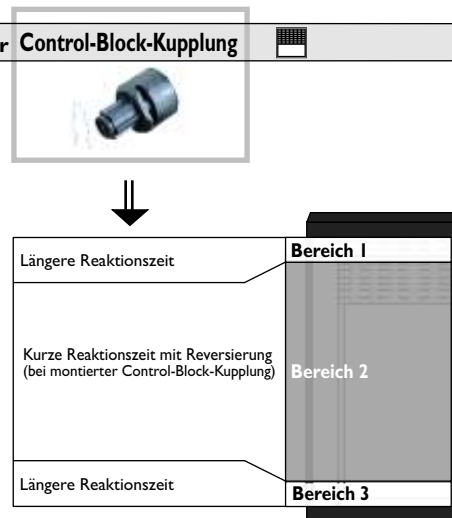 r Control-Block-Kupplung
Längere Reaktionszeit
Bereich 1
Kurze Reaktionszeit mit Reversierung
(bei montierter Control-Block-Kupplung)
Bereich 2
Längere Reaktionszeit
Bereich 3